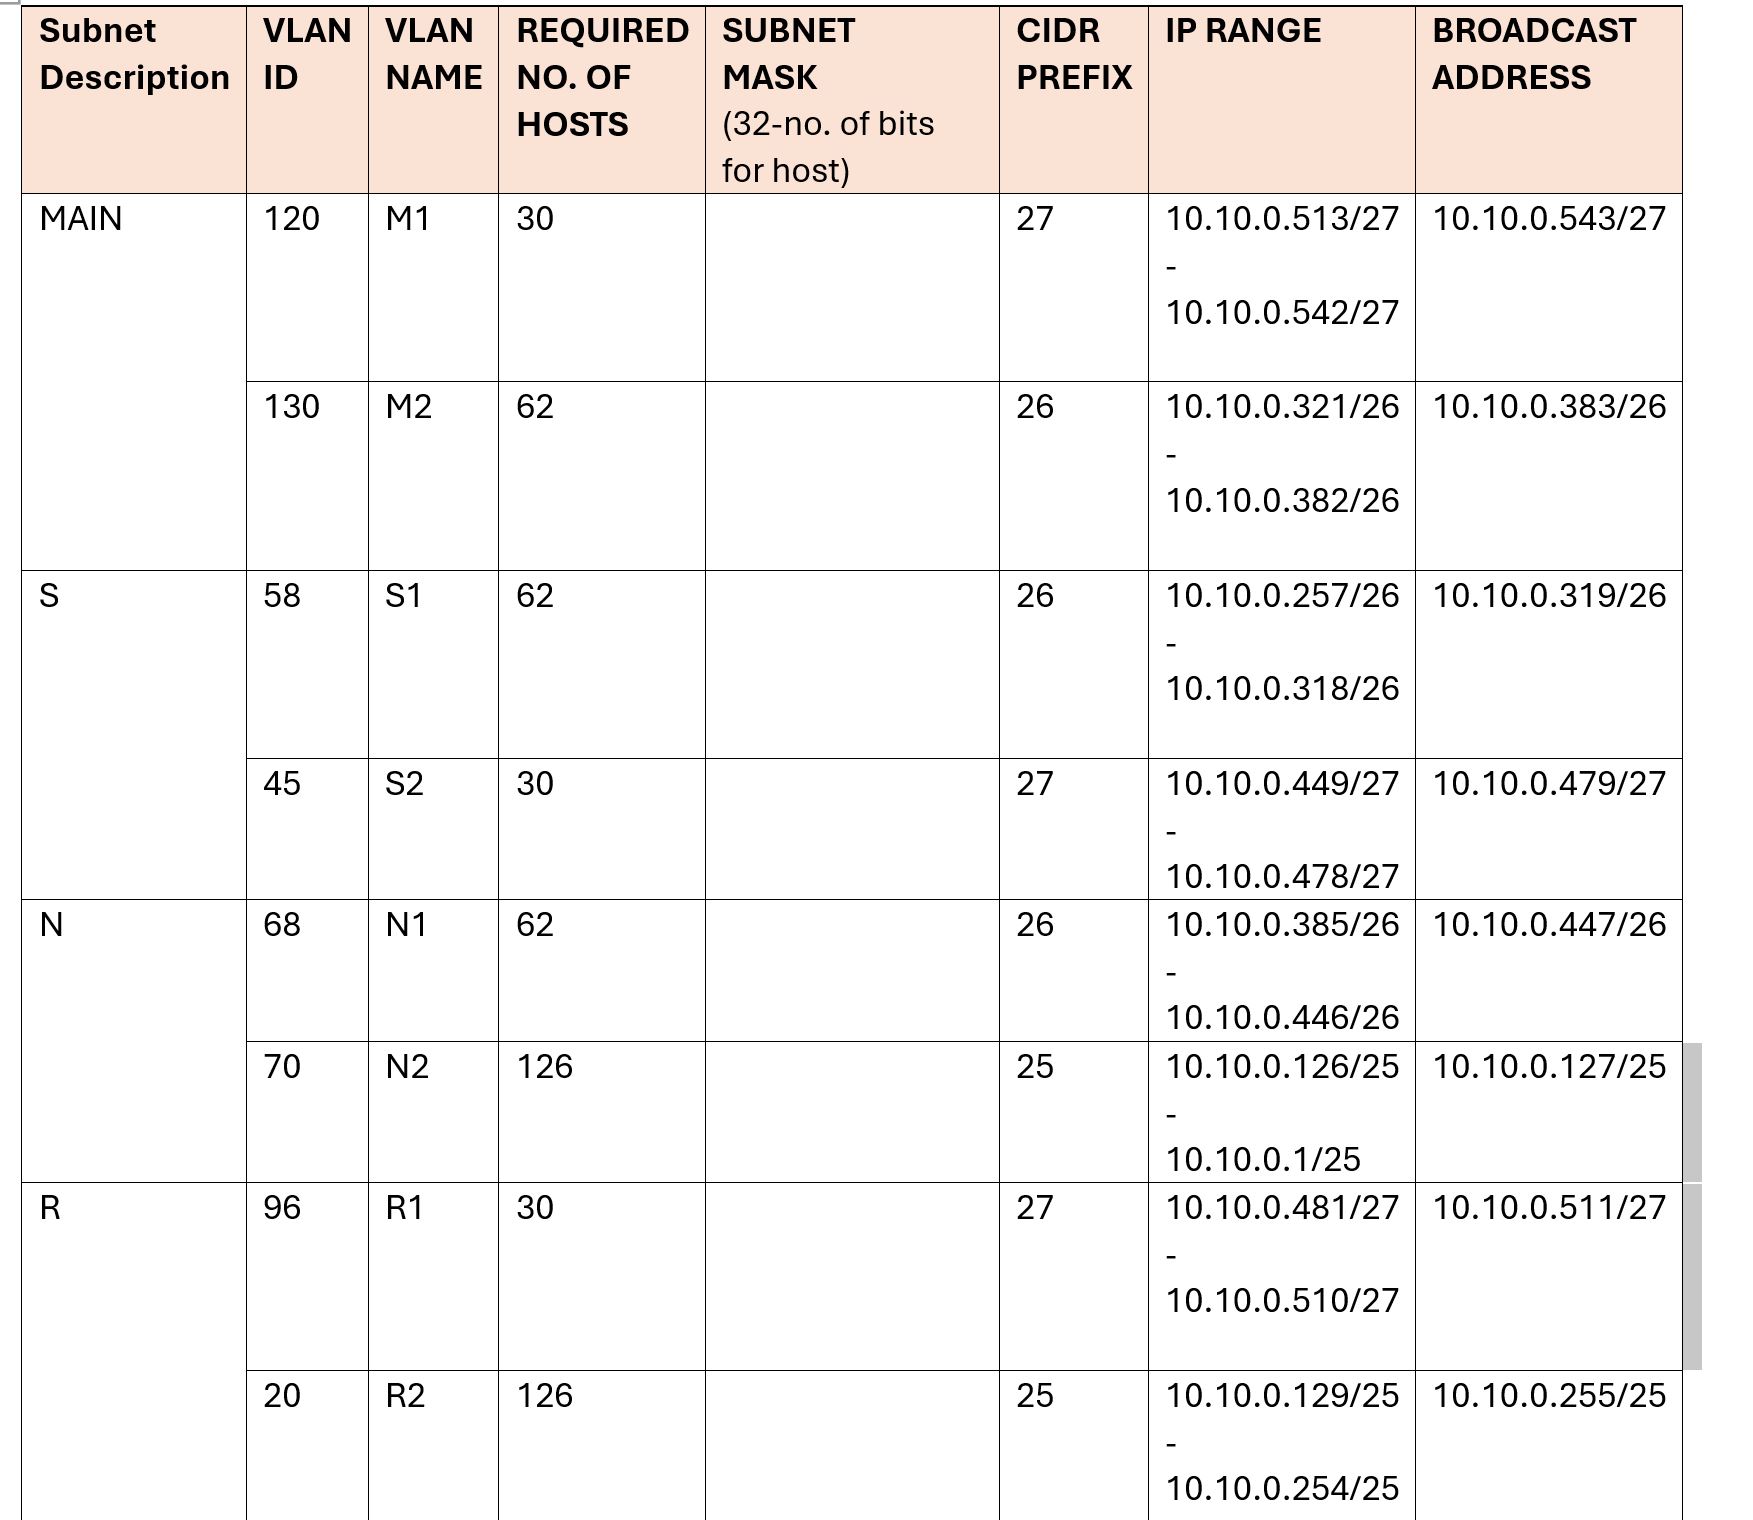 Subnet Description	VLAN ID	VLAN NAME	REQUIRED NO. OF HOSTS	SUBNET MASK (32-no. of bits for host)	CIDR PREFIX	IP RANGE	BROADCAST ADDRESS
MAIN	120	M1	30		27	10.10.0.513/27 - 10.10.0.542/27	10.10.0.543/27
130	M2	62		26	10.10.0.321/26 - 10.10.0.382/26	10.10.0.383/26
S	58	S1	62		26	10.10.0.257/26 - 10.10.0.318/26	10.10.0.319/26
45	S2	30		27	10.10.0.449/27 - 10.10.0.478/27	10.10.0.479/27
N	68	N1	62		26	10.10.0.385/26 - 10.10.0.446/26	10.10.0.447/26
70	N2	126		25	10.10.0.126/25 - 10.10.0.1/25	10.10.0.127/25
R	96	R1	30		27	10.10.0.481/27 - 10.10.0.510/27	10.10.0.511/27
20	R2	126		25	10.10.0.129/25 - 10.10.0.254/25	10.10.0.255/25